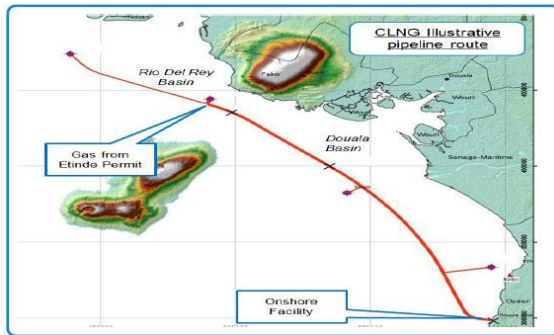 CLNG Illustrative
pipeline route
Rio Del Rey
Basin
Fako
Douala
Wouri
Gas from
Etinde Permit
Douala
Basin
Wouri
Sanaga-Maritime
Onshore
Facility